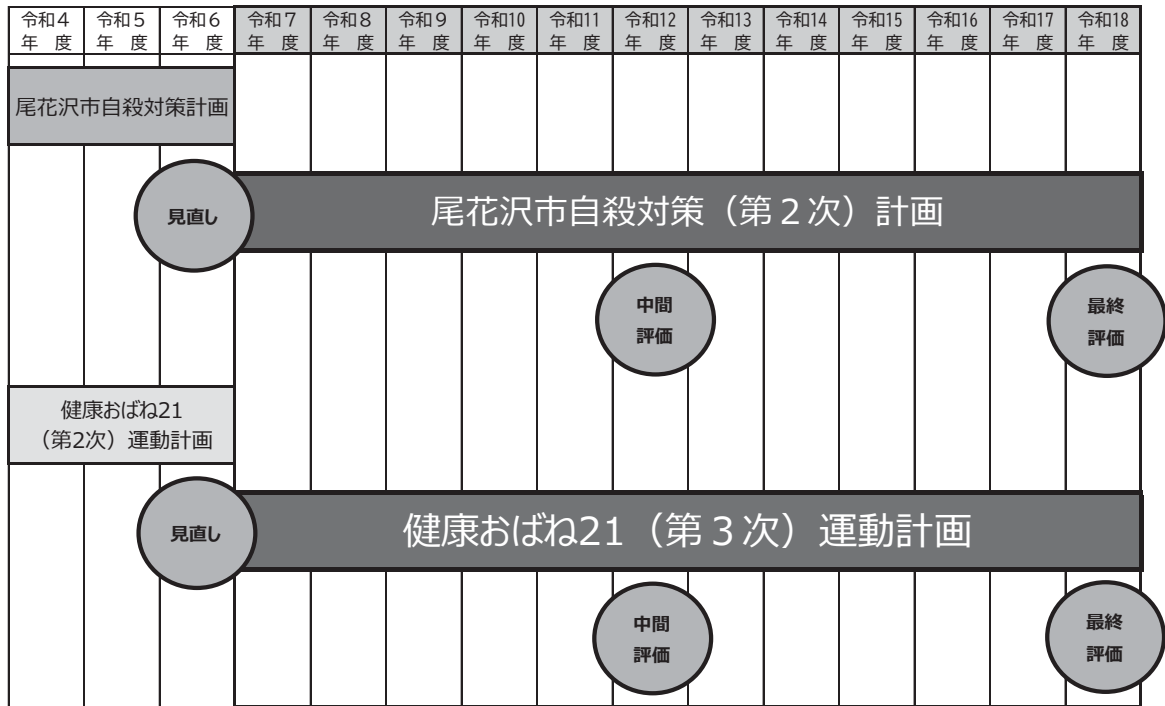 令和4 令和5 令和6 令和7 令和8 令和9 令和10 令和11 令和12 令和13 令和14 令和15 令和16 令和17 令和18
年度 年度 年度 年度 年度 年度 年度 年度 年度 年度 年度 年度 年度 年度 年度
尾花沢市自殺対策計画
見直し
尾花沢市自殺対策（第２次）計画
中間
評価
最終
評価
健康おばね21
（第2次）運動計画
見直し
健康おばね21（第３次）運動計画
中間
評価
最終
評価